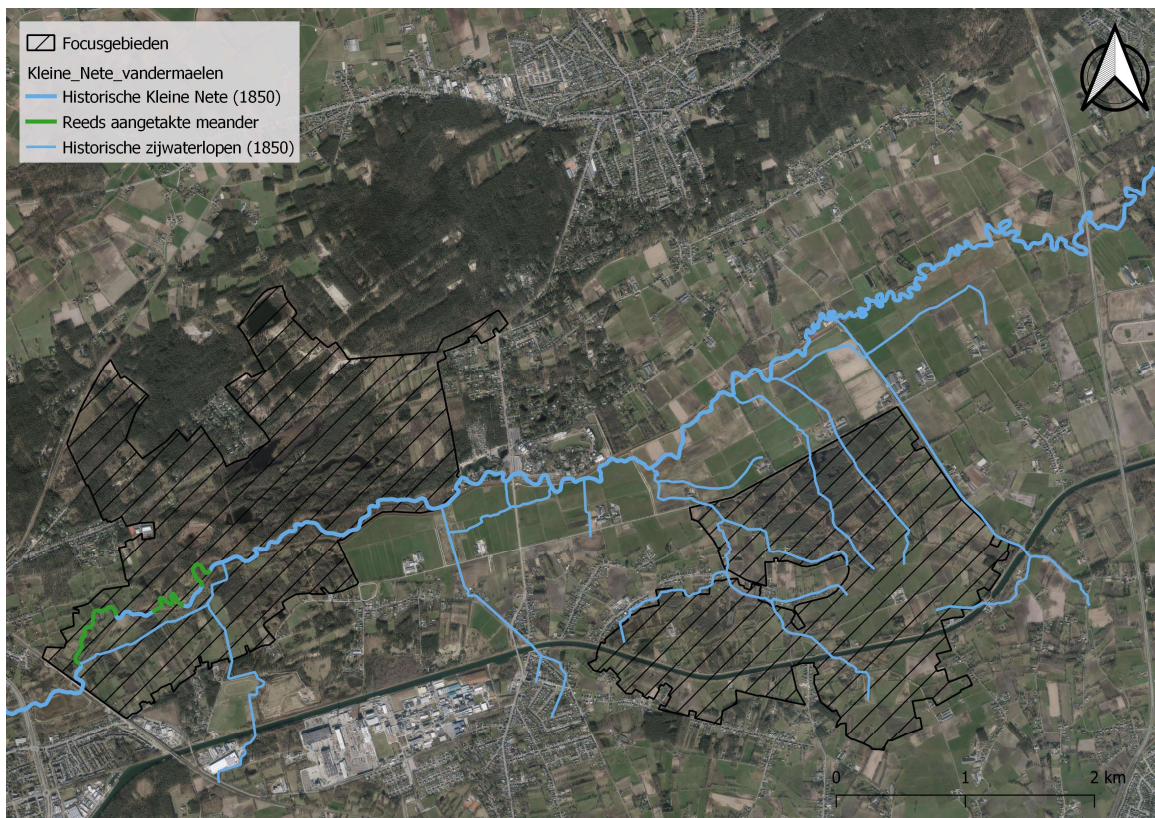 Focusgebieden
Kleine_Nete_vandermaelen
Historische Kleine Nete (1850)
Reeds aangetakte meander
Historische zijwaterlopen (1850)
0 1 2 km